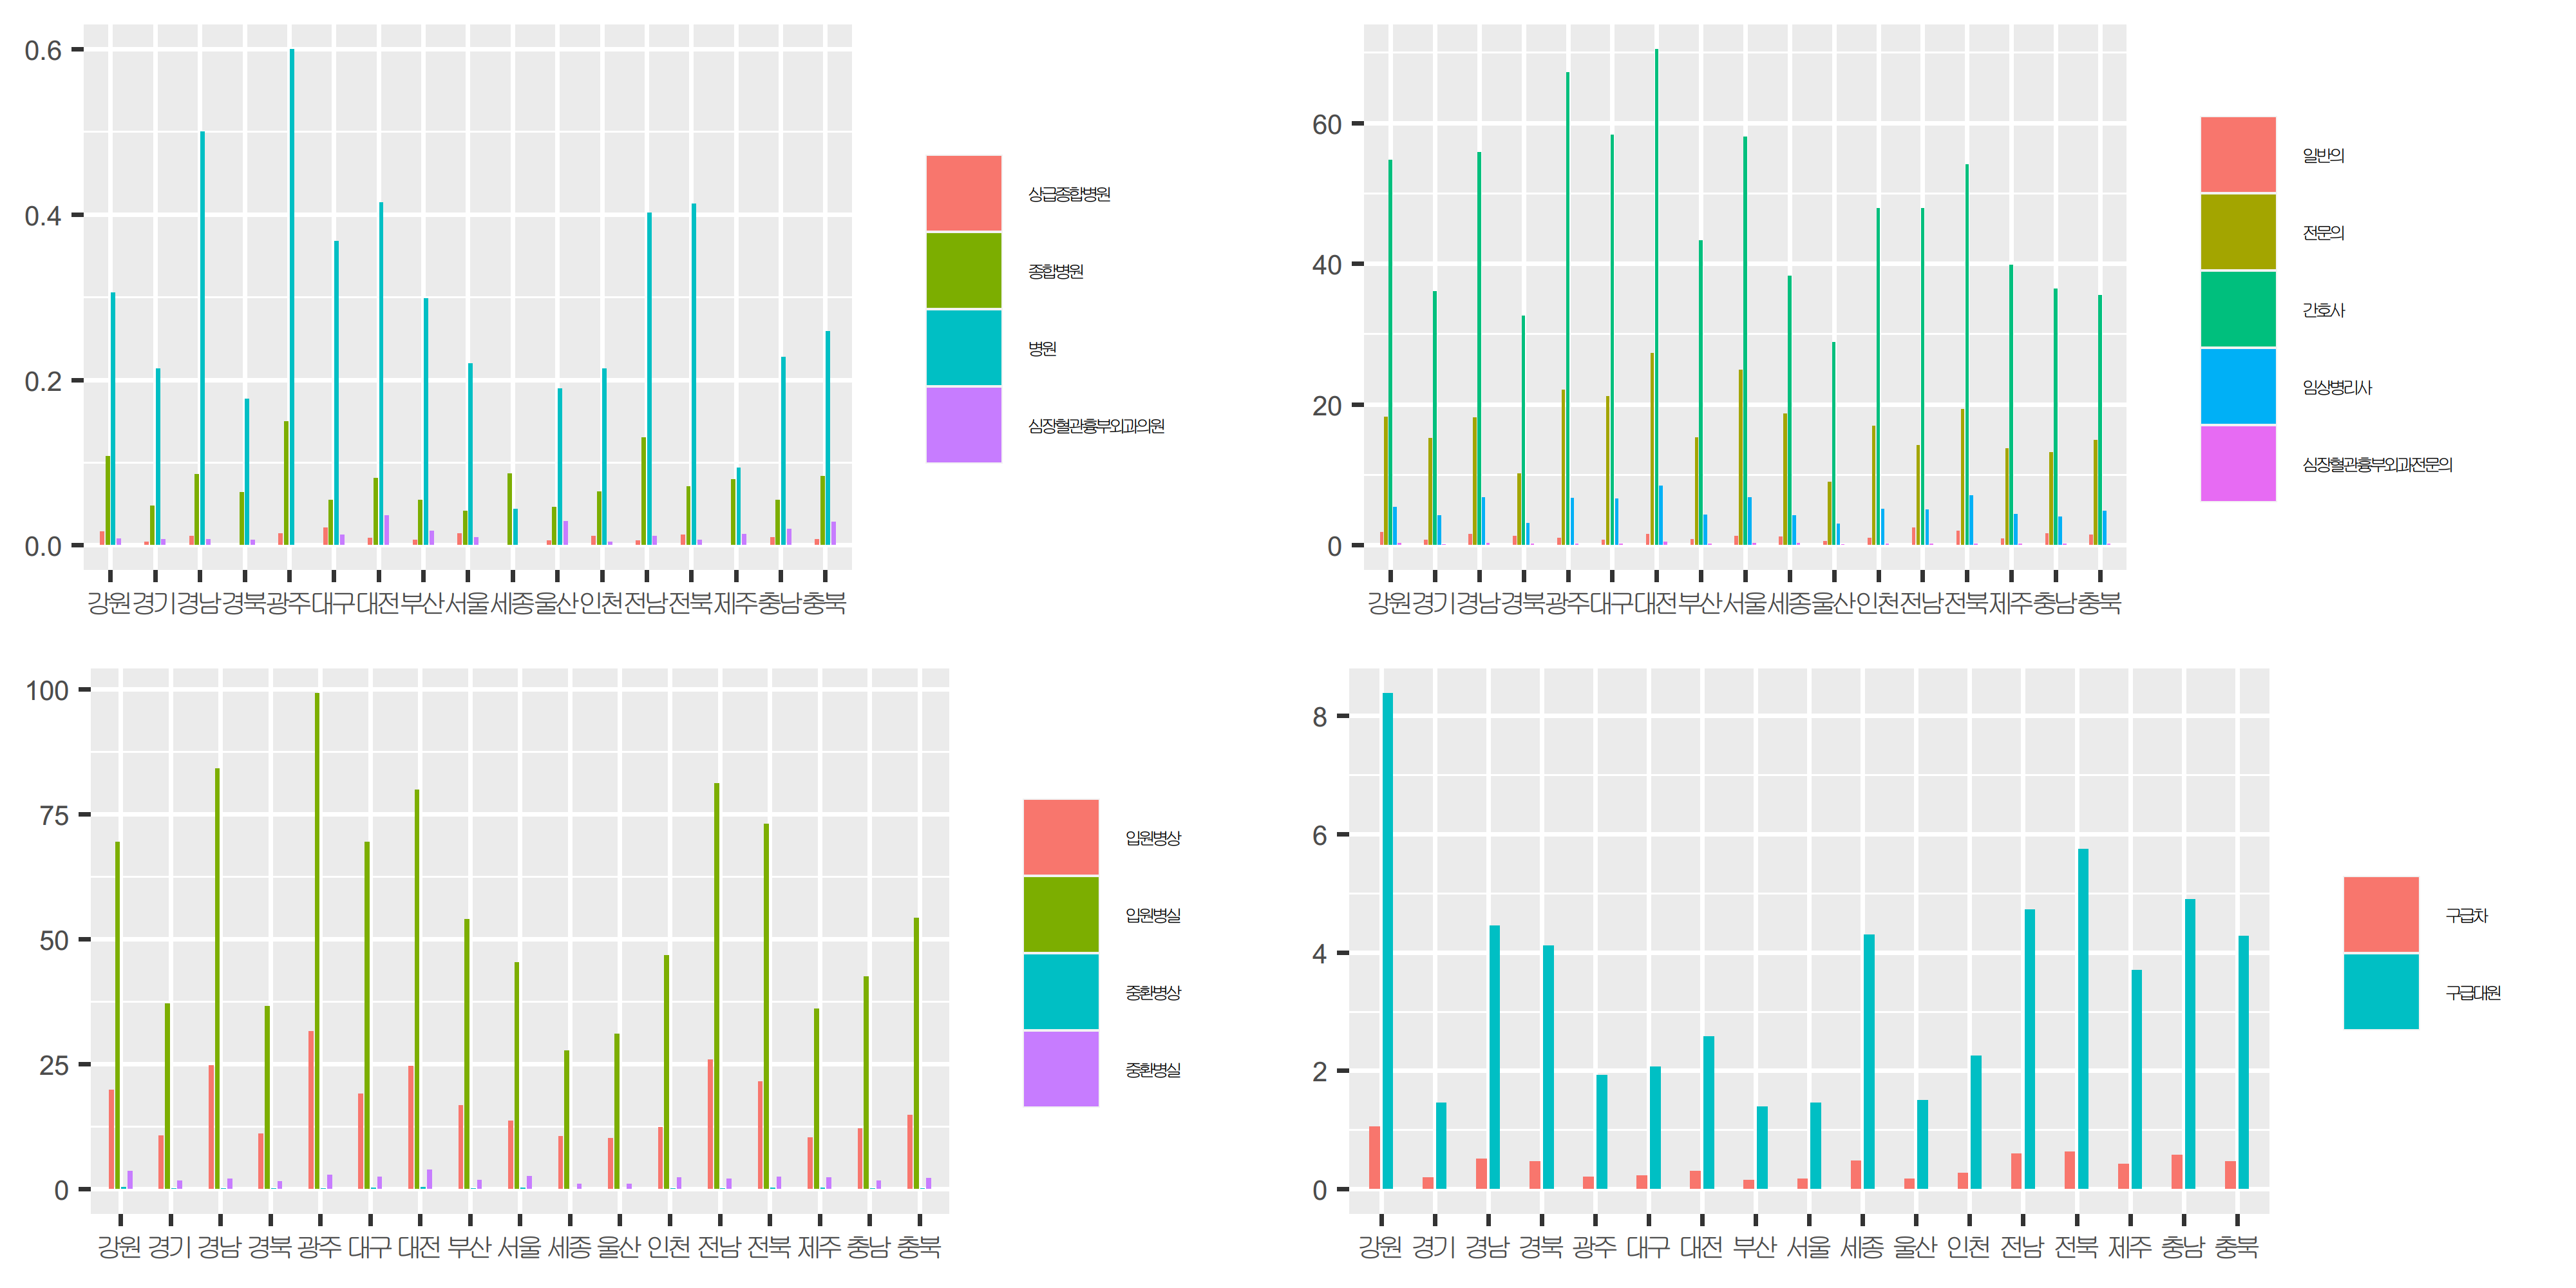 0.6
0.4
0.2
0.0
강원 경기 경남 경북 광주 대구 대전 부산 서울 세종 울산 인천 전남 전북 제주 충남 충북
상급종합병원
종합병원
병원
심장혈관흉부외과의원
60
40
20
0
강원 경기 경남 경북 광주 대구 대전 부산 서울 세종 울산 인천 전남 전북 제주 충남 충북
일반의
전문의
간호사
임상병리사
심장혈관흉부외과전문의
100
75
50
25
0
강원 경기 경남 경북 광주 대구 대전 부산 서울 세종 울산 인천 전남 전북 제주 충남 충북
입원병상
입원병실
중환병상
중환병실
8
6
4
2
0
강원 경기 경남 경북 광주 대구 대전 부산 서울 세종 울산 인천 전남 전북 제주 충남 충북
구급차
구급대원